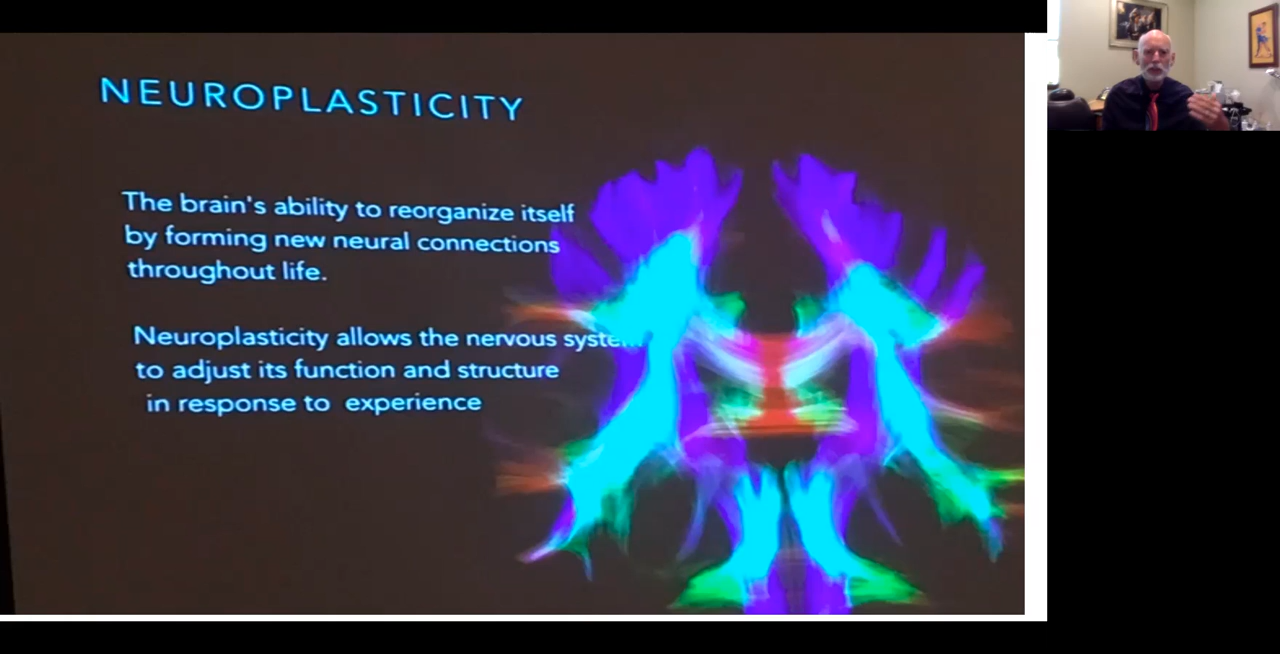 NEUROPLASTICITY
The brain's ability to reorganize itself
by forming new neural connections
throughout life.
Neuroplasticity allows the nervous system
to adjust its function and structure
in response to experience